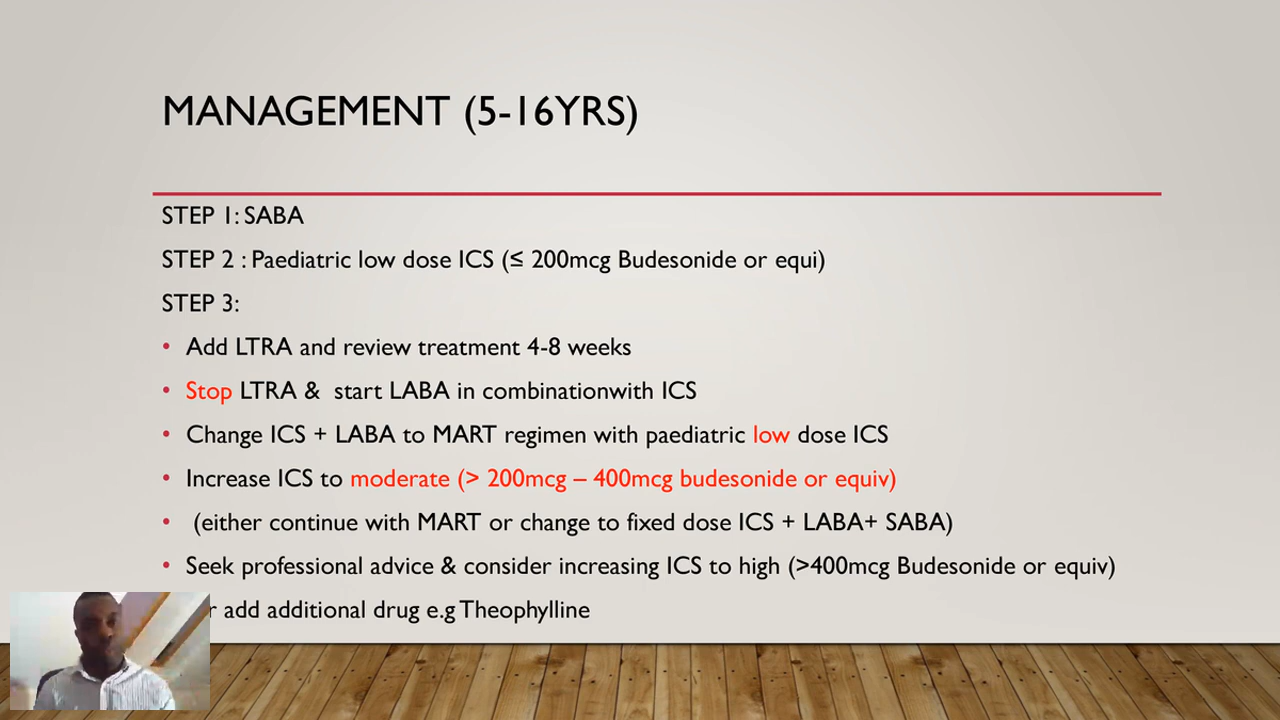 MANAGEMENT (5-16YRS)
STEP 1: SABA
STEP 2 : Paediatric low dose ICS (≤ 200mcg Budesonide or equi)
STEP 3:
• Add LTRA and review treatment 4-8 weeks
• Stop LTRA & start LABA in combinationwith ICS
• Change ICS + LABA to MART regimen with paediatric low dose ICS
• Increase ICS to moderate (> 200mcg – 400mcg budesonide or equiv)
• (either continue with MART or change to fixed dose ICS + LABA+ SABA)
• Seek professional advice & consider increasing ICS to high (>400mcg Budesonide or equiv)
add additional drug e.g Theophylline